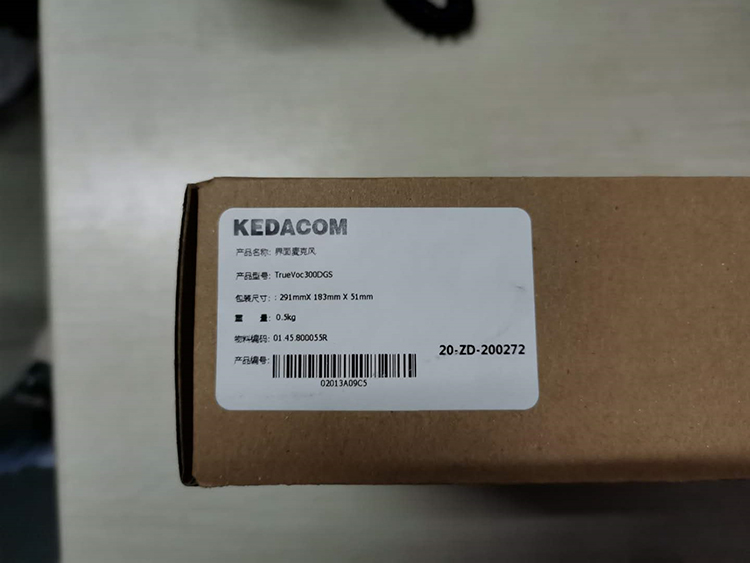 KEDACOM
产品名称: 界面麦克风
产品型号: TrueVoc300DGS
包装尺寸: : 291mmX 183mm X 51mm
重 量: 0.5kg
物料编码: 01.45.800055R
产品编号:
02013A09C5
20-ZD-200272